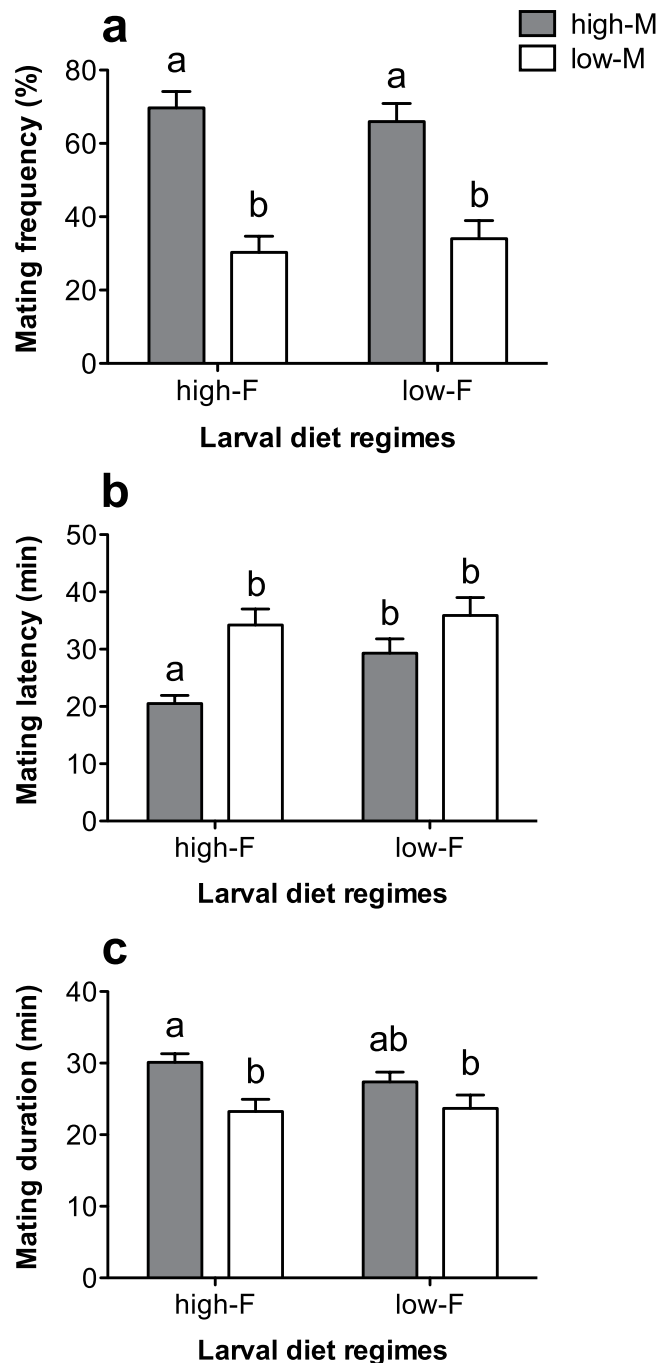 a
high-M
low-M
Mating frequency (%)
80
60
40
20
0
a
b
a
b
high-F
low-F
Larval diet regimes
b
Mating latency (min)
50
40
30
20
10
0
a
b
b
b
high-F
low-F
Larval diet regimes
c
Mating duration (min)
40
30
20
10
0
a
b
ab
b
high-F
low-F
Larval diet regimes